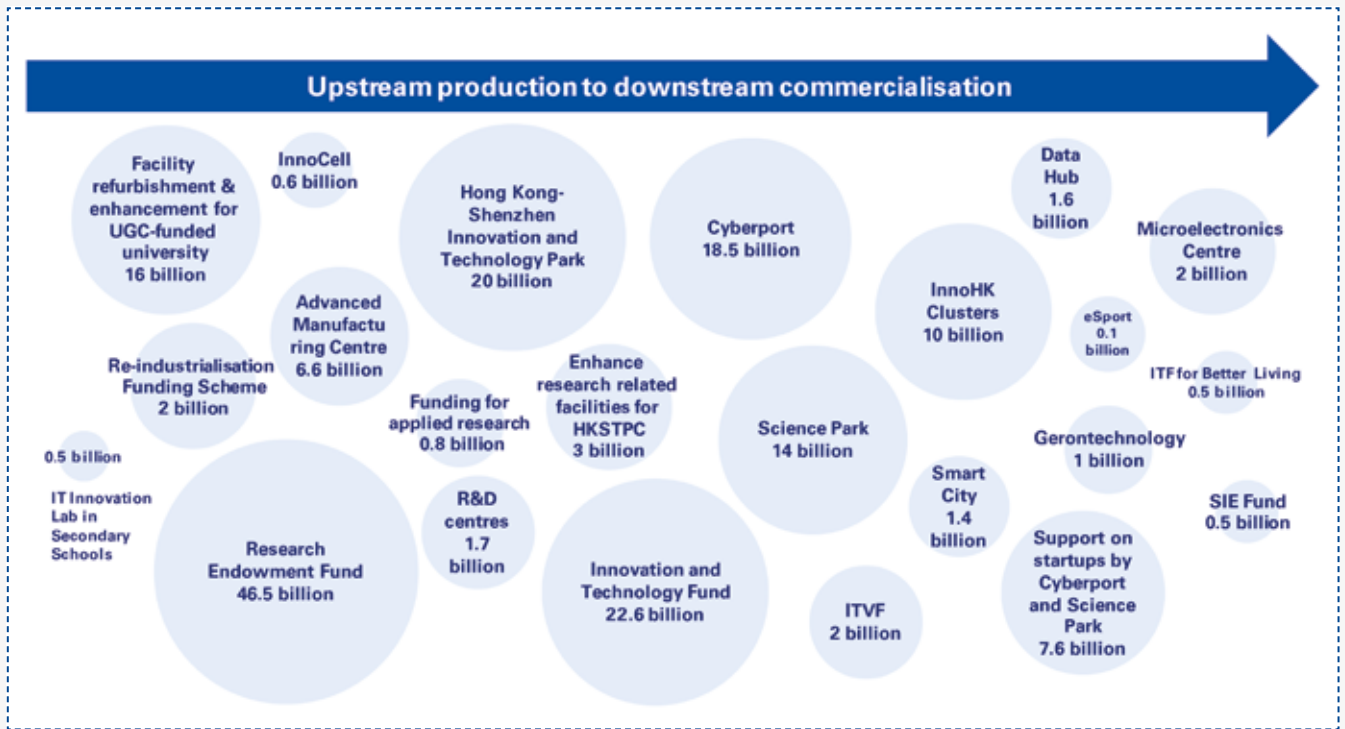 Upstream production to downstream commercialisation
Facility
refurbishment &
enhancement for
UGC-funded
university
16 billion
InnoCell
0.6 billion
Hong Kong-
Shenzhen
Innovation and
Technology Park
20 billion
Cyberport
18.5 billion
Data
Hub
1.6
billion
Microelectronics
Centre
2 billion
Advanced
Manufactu
ring Centre
6.6 billion
InnoHK
Clusters
10 billion
eSport
0.1
billion
Re-industrialisation
Funding Scheme
2 billion
Enhance
research related
facilities for
HKSTPC
3 billion
ITF for Better Living
0.5 billion
Funding for
applied research
0.8 billion
Science Park
14 billion
Gerontechnology
1 billion
0.5 billion
IT Innovation
Lab in
Secondary
Schools
R&D
centres
1.7
billion
Smart
City
1.4
billion
SIE Fund
0.5 billion
Research
Endowment Fund
46.5 billion
Innovation and
Technology Fund
22.6 billion
ITVF
2 billion
Support on
startups by
Cyberport
and Science
Park
7.6 billion